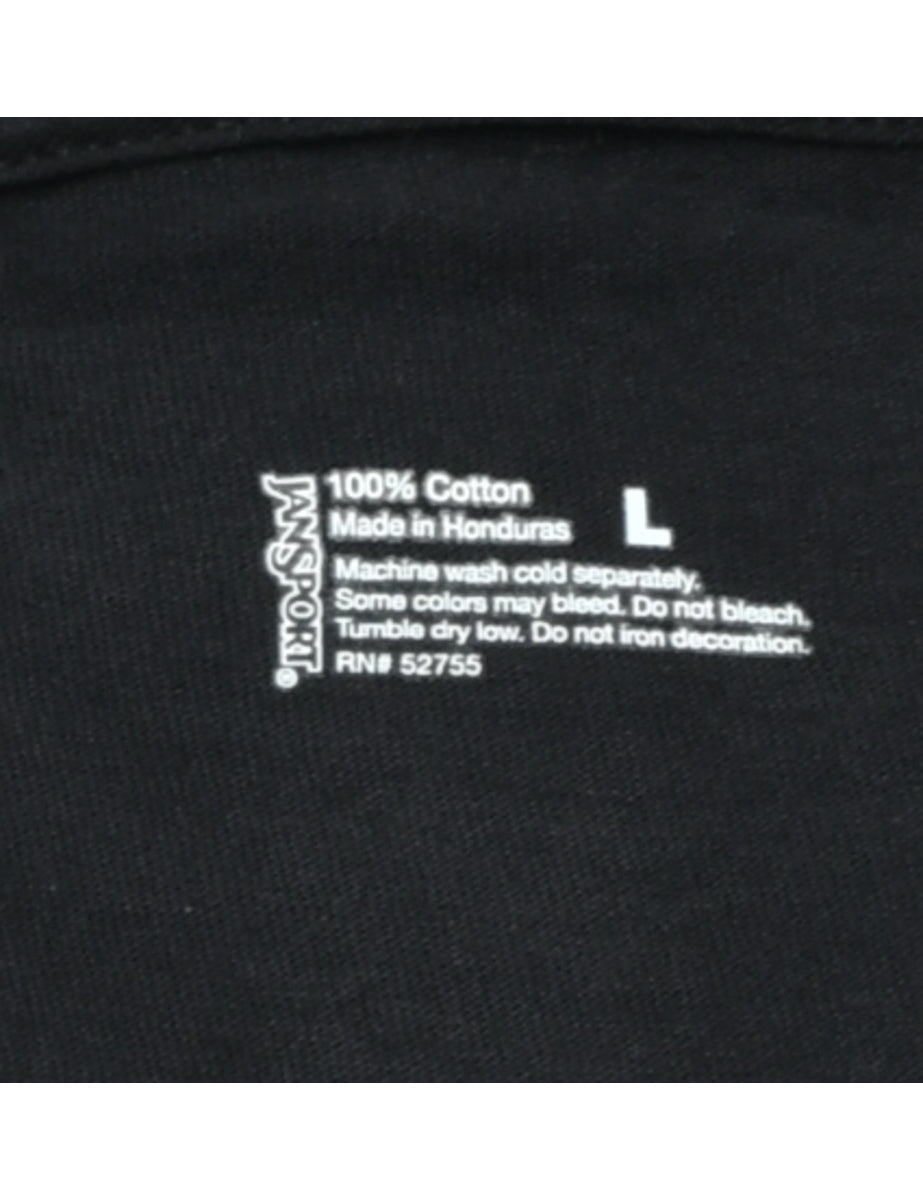 JANSPORT®
100% Cotton
Made in Honduras
L
Machine wash cold separately.
Some colors may bleed. Do not bleach.
Tumble dry low. Do not iron decoration.
RN# 52755